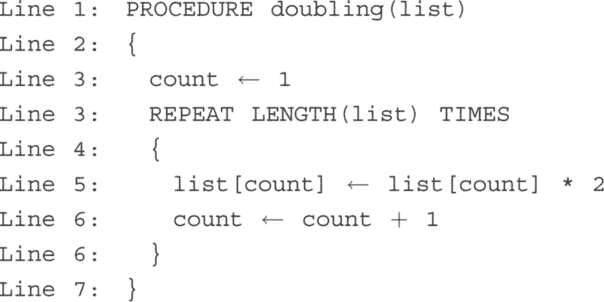 Line 1: PROCEDURE doubling(list)
Line 2: {
Line 3: count ← 1
Line 3: REPEAT LENGTH(list) TIMES
Line 4: {
Line 5: list[count] ← list[count] * 2
Line 6: count ← count + 1
Line 6: }
Line 7: }